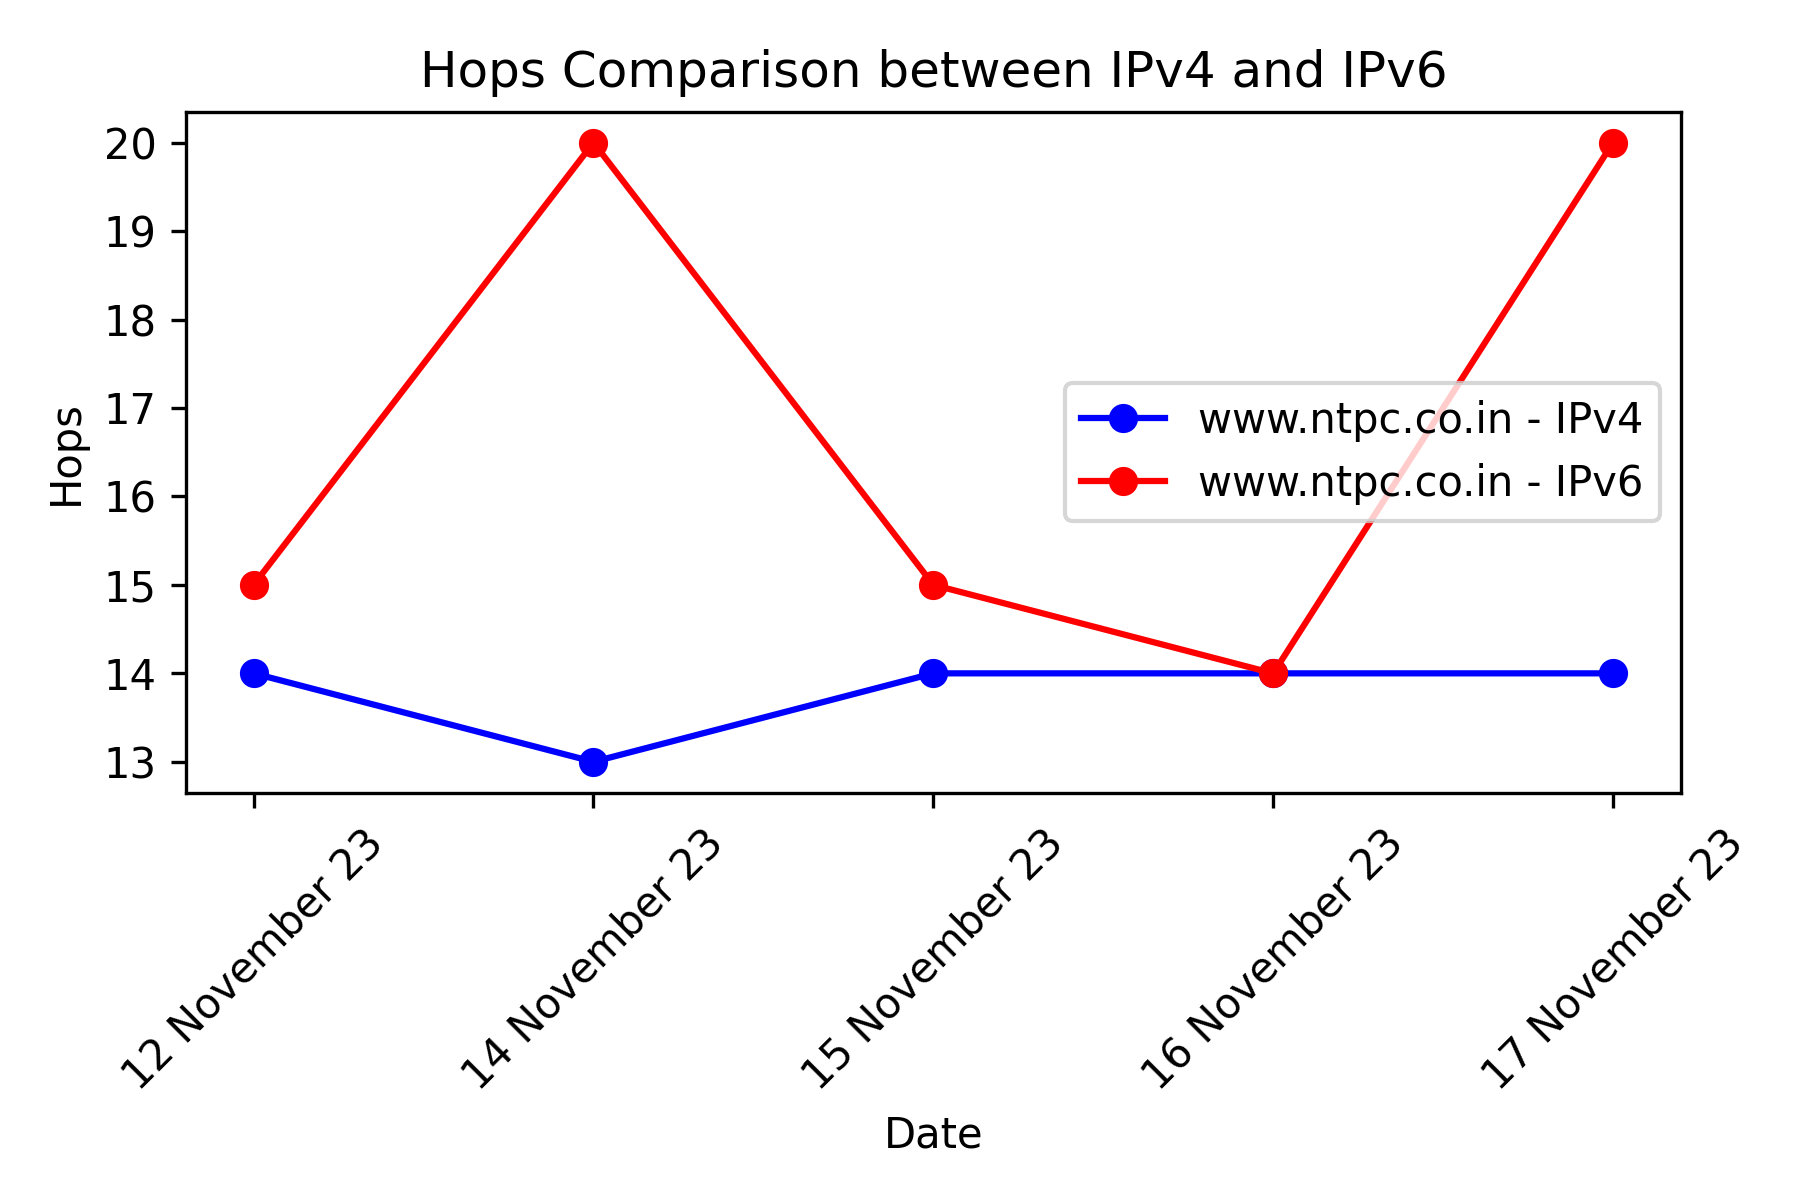 Hops Comparison between IPv4 and IPv6
Hops
20
19
18
17
16
15
14
13
www.ntpc.co.in - IPv4
www.ntpc.co.in - IPv6
12 November 23
14 November 23
15 November 23
16 November 23
17 November 23
Date